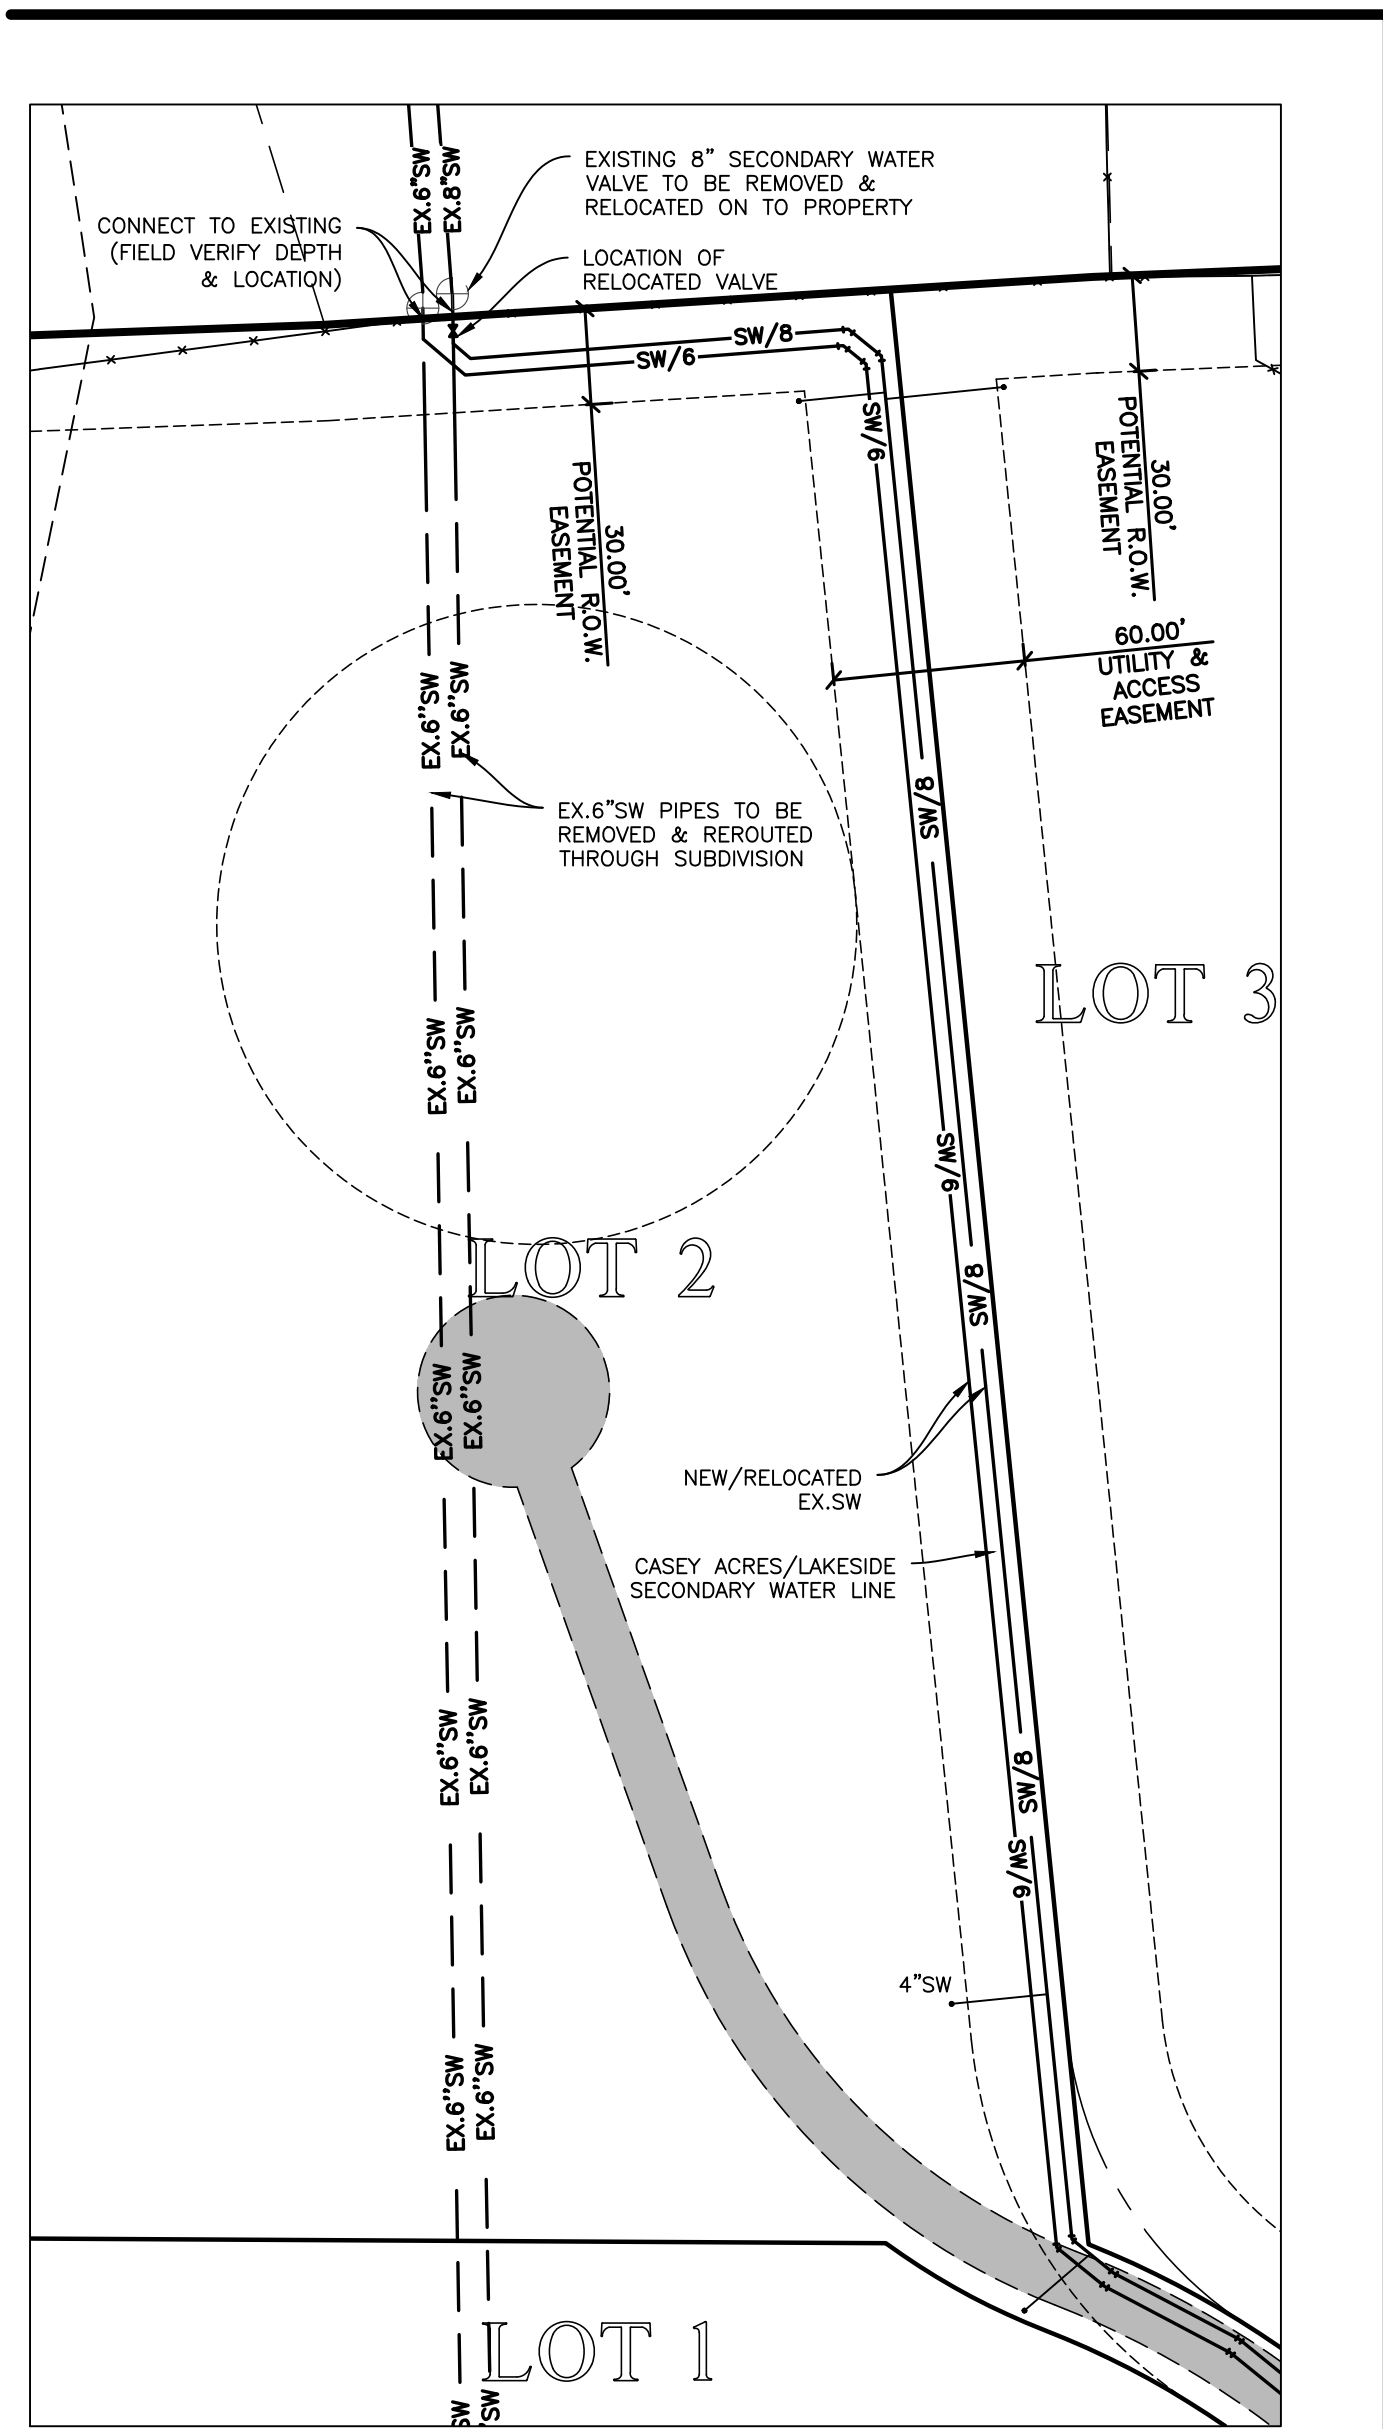 EX.6"SW
EX.8"SW
EXISTING 8" SECONDARY WATER
VALVE TO BE REMOVED &
RELOCATED ON TO PROPERTY
CONNECT TO EXISTING
(FIELD VERIFY DEPTH
& LOCATION)
LOCATION OF
RELOCATED VALVE
SW/8
SW/6
SW/6
30.00'
POTENTIAL R.O.W.
EASEMENT
30.00'
POTENTIAL R.O.W.
EASEMENT
60.00'
UTILITY &
ACCESS
EASEMENT
EX.6"SW
EX.6"SW
EX.6"SW PIPES TO BE
REMOVED & REROUTED
THROUGH SUBDIVISION
SW/8
LOT 3
EX.6"SW
EX.6"SW
SW/6
LOT 2
SW/8
EX.6"SW
EX.6"SW
NEW/RELOCATED
EX.SW
CASEY ACRES/LAKESIDE
SECONDARY WATER LINE
EX.6"SW
EX.6"SW
SW/8
SW/6
4"SW
EX.6"SW
EX.6"SW
LOT 1
SW
"SW